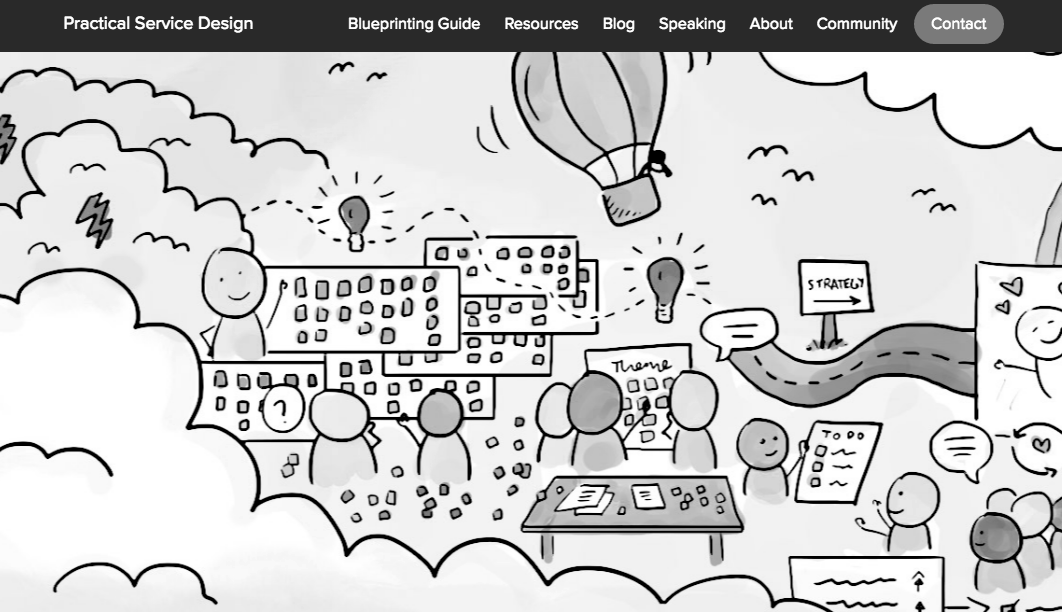 Practical Service Design
Blueprinting Guide
Resources
Blog
Speaking
About
Community
Contact
STRATEGY
Theme
?
TO DO